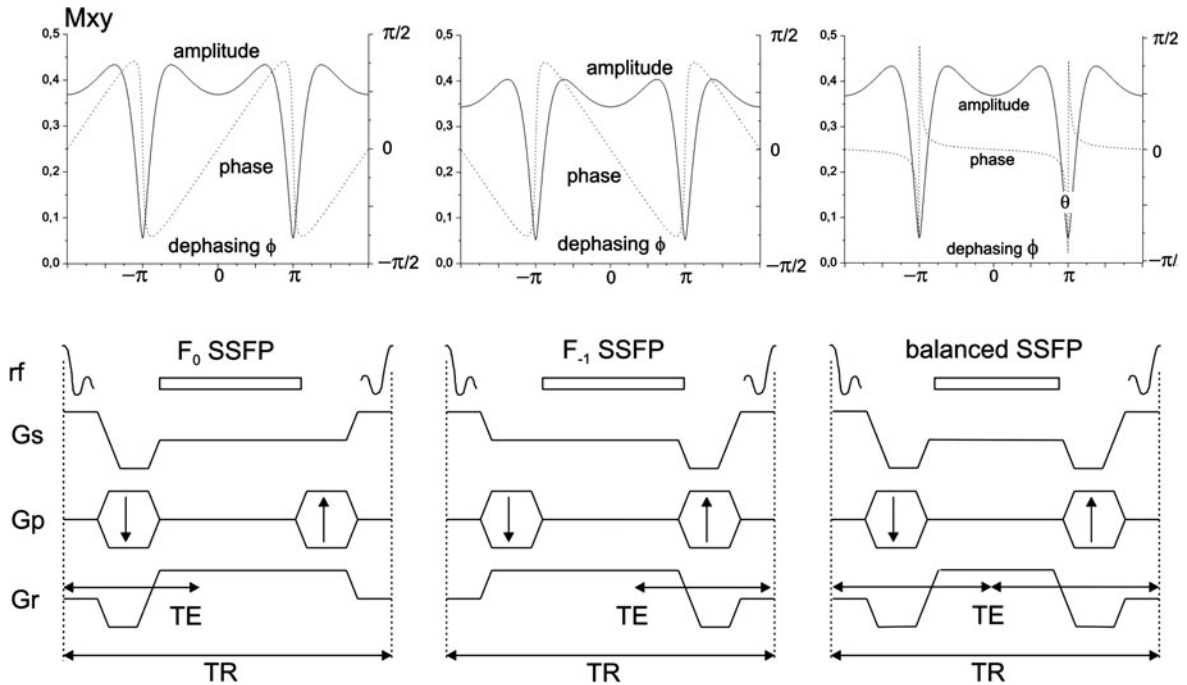 Mxy
0,5
0,4
0,3
0,2
0,1
0,0
π/2
0
−π/2
amplitude
phase
dephasing ϕ
−π 0 π
0,5
0,4
0,3
0,2
0,1
0,0
π/2
0
−π/2
amplitude
phase
dephasing ϕ
−π 0 π
0,5
0,4
0,3
0,2
0,1
0,0
π/2
0
−π/2
amplitude
phase
θ
dephasing ϕ
−π 0 π
F0 SSFP
F-1 SSFP
balanced SSFP
rf
Gs
Gp
Gr
TE
TE
TE
TR
TR
TR